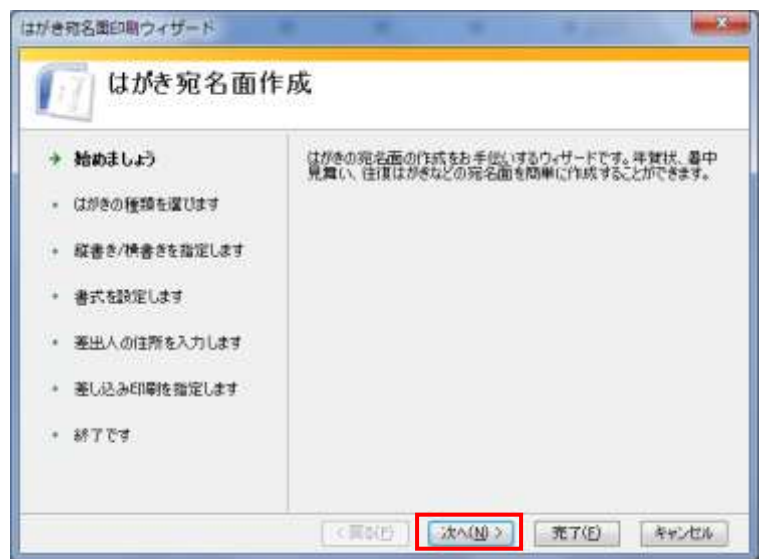 はがき宛名面印刷ウィザード
はがき宛名面作成
始めましょう
はがきの種類を選びます
縦書き/横書きを指定します
書式を設定します
差出人の住所を入力します
差し込み印刷を指定します
終了です
はがきの宛名面の作成をお手伝いするウィザードです。年賀状、暑中
見舞い、往復はがきなどの宛名面を簡単に作成することができます。
< 戻る(B)
次へ(N) >
完了(F)
キャンセル